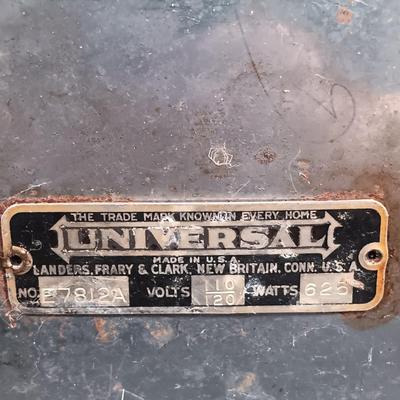 THE TRADE MARK KNOWN IN EVERY HOME
UNIVERSAL
MADE IN U.S.A.
LANDERS, FRARY & CLARK, NEW BRITAIN, CONN. U.S.A.
NO. E7812A VOLTS 110/120 WATTS 625